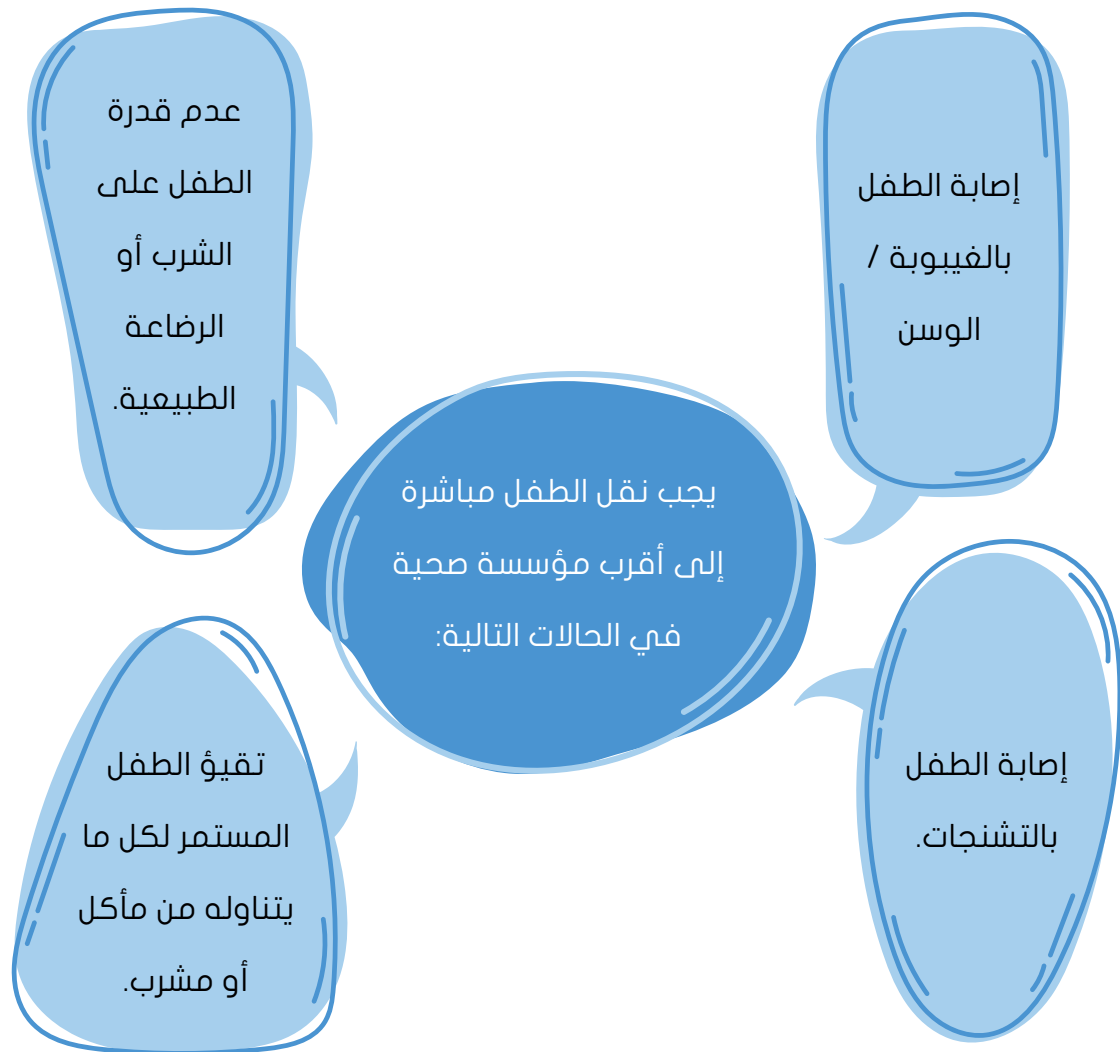 يجب نقل الطفل مباشرة
إلى أقرب مؤسسة صحية
في الحالات التالية:
إصابة الطفل
بالغيبوبة /
الوسن
عدم قدرة
الطفل على
الشرب أو
الرضاعة
الطبيعية.
إصابة الطفل
بالتشنجات.
تقيؤ الطفل
المستمر لكل ما
يتناوله من مأكل
أو مشرب.